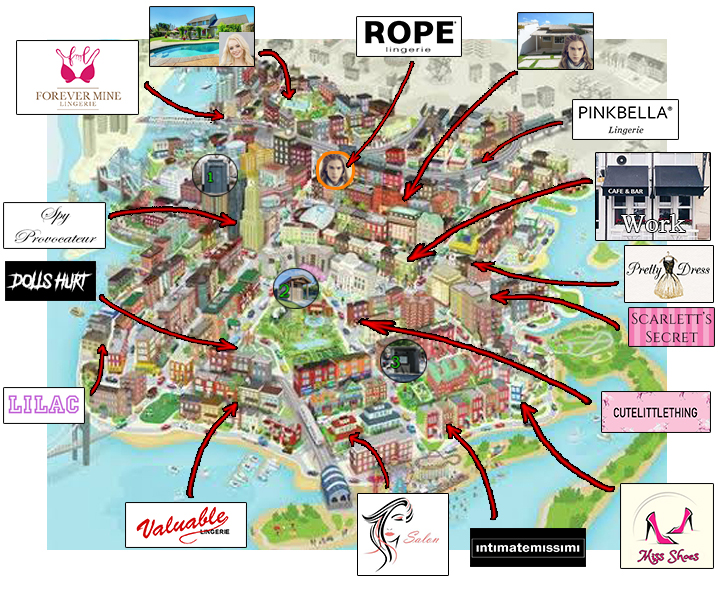 ROPE
lingerie
FOREVER MINE
LINGERIE
PINKBELLA®
Lingerie
CAFE & BAR
Work
1
Spy
Provocateur
Pretty Dress
DOLLS HURT
2
SCARLETT'S
SECRET
3
LILAC
CUTELITTLETHING
Valuable
LINGERIE
Salon
intimatemissimi
Miss Shoes